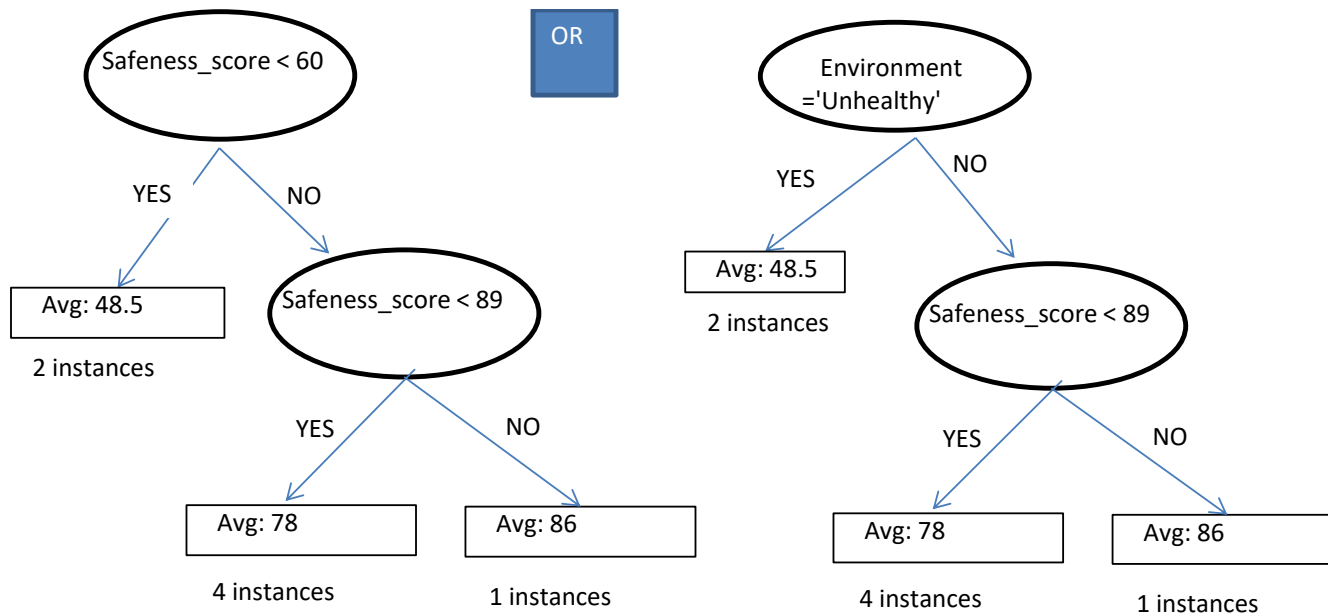 Safeness_score < 60
YES
NO
Avg: 48.5
2 instances
Safeness_score < 89
YES
NO
Avg: 78
4 instances
Avg: 86
1 instances
OR
Environment
='Unhealthy'
YES
NO
Avg: 48.5
2 instances
Safeness_score < 89
YES
NO
Avg: 78
4 instances
Avg: 86
1 instances